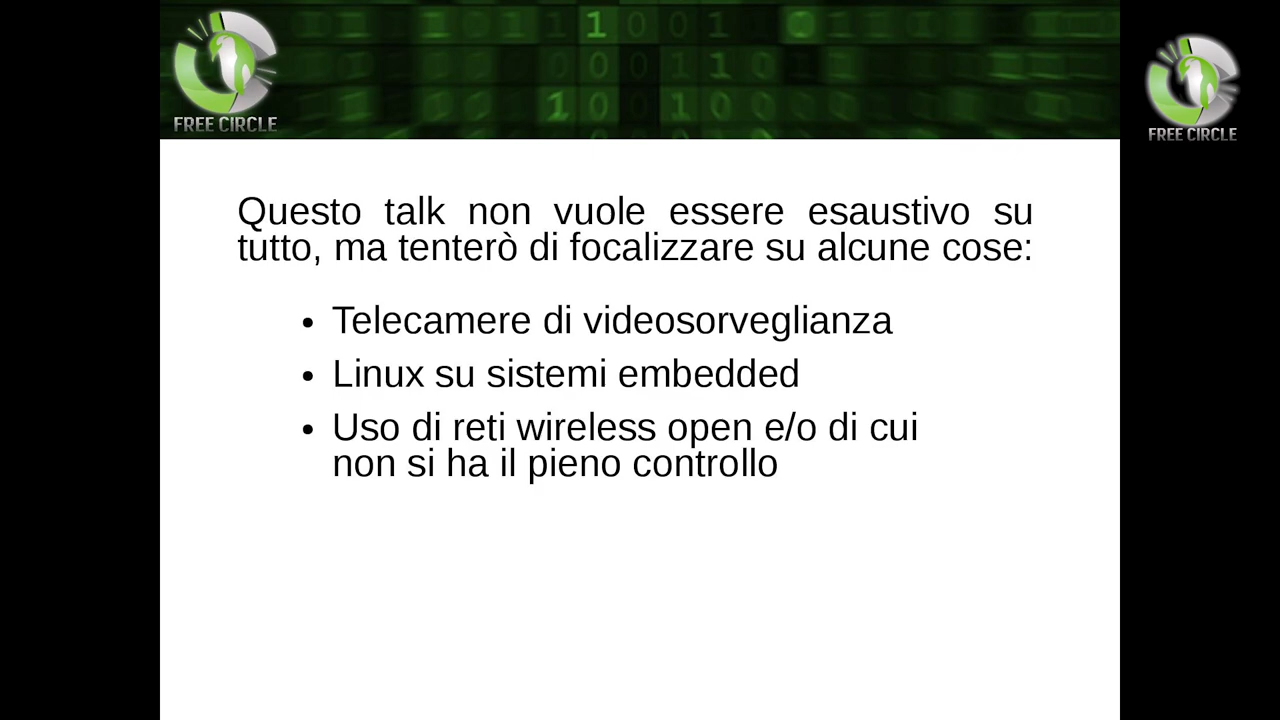 FREE CIRCLE
FREE CIRCLE
Questo talk non vuole essere esaustivo su
tutto, ma tenterò di focalizzare su alcune cose:
• Telecamere di videosorveglianza
• Linux su sistemi embedded
• Uso di reti wireless open e/o di cui
non si ha il pieno controllo